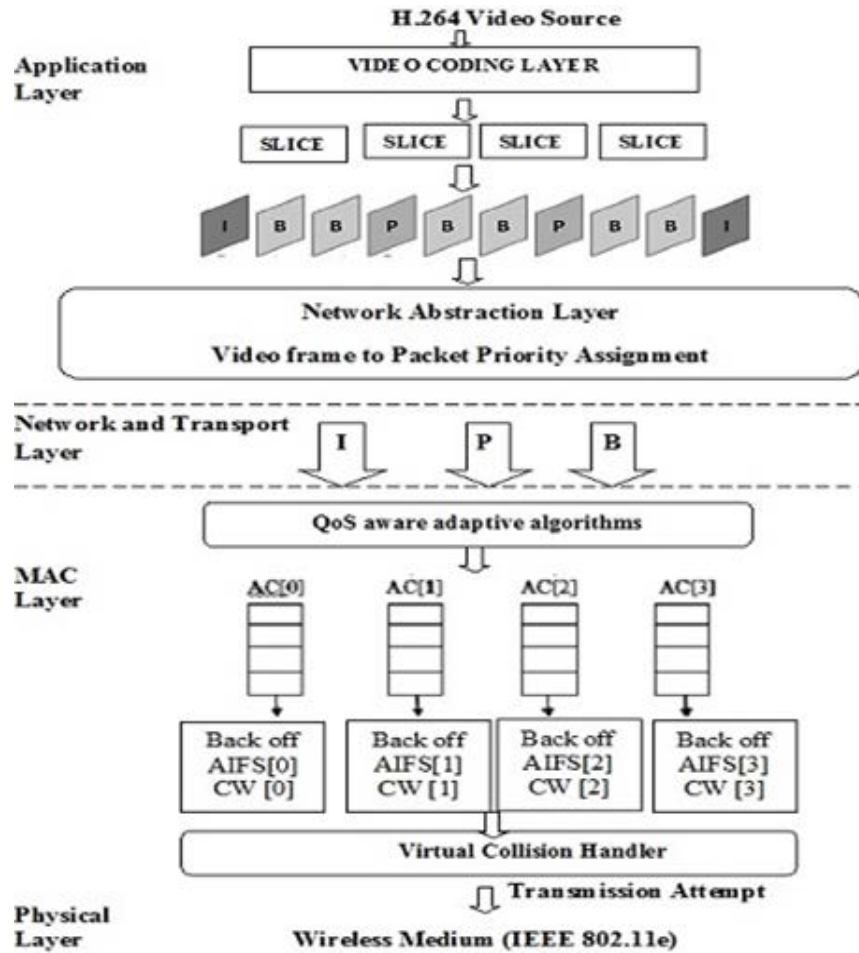 H.264 Video Source
Application
Layer
VIDEO CODING LAYER
SLICE SLICE SLICE SLICE
I B B P B B P B B I
Network Abstraction Layer
Video frame to Packet Priority Assignment
Network and Transport
Layer
I P B
QoS aware adaptive algorithms
MAC
Layer
AC[0] AC[1] AC[2] AC[3]
Back off Back off Back off Back off
AIFS[0] AIFS[1] AIFS[2] AIFS[3]
CW [0] CW [1] CW [2] CW [3]
Virtual Collision Handler
Transmission Attempt
Physical
Layer
Wireless Medium (IEEE 802.11e)